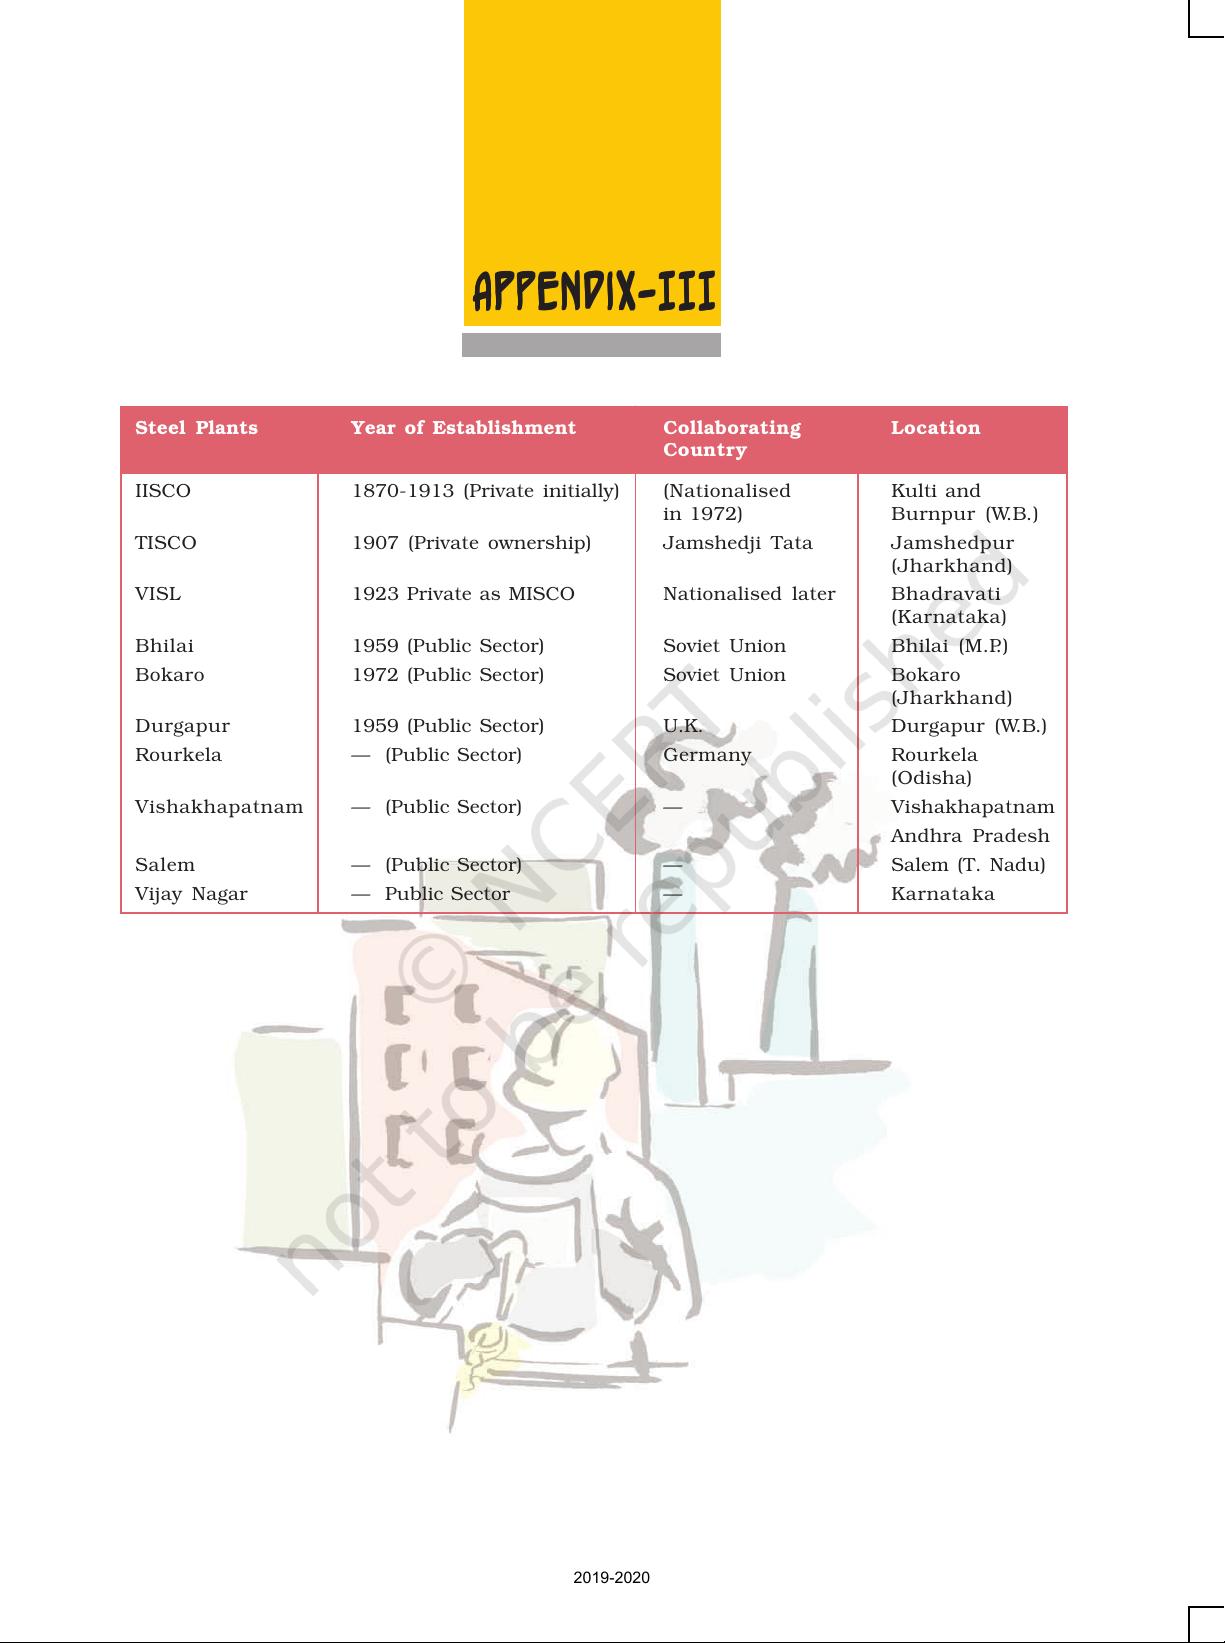 APPENDIX-III
Steel Plants Year of Establishment Collaborating Country Location
IISCO 1870-1913 (Private initially) (Nationalised in 1972) Kulti and Burnpur (W.B.)
TISCO 1907 (Private ownership) Jamshedji Tata Jamshedpur (Jharkhand)
VISL 1923 Private as MISCO Nationalised later Bhadravati (Karnataka)
Bhilai 1959 (Public Sector) Soviet Union Bhilai (M.P.)
Bokaro 1972 (Public Sector) Soviet Union Bokaro (Jharkhand)
Durgapur 1959 (Public Sector) U.K. Durgapur (W.B.)
Rourkela — (Public Sector) Germany Rourkela (Odisha)
Vishakhapatnam — (Public Sector) — Vishakhapatnam Andhra Pradesh
Salem — (Public Sector) — Salem (T. Nadu)
Vijay Nagar — Public Sector — Karnataka
© NCERT
not to be republished
2019-2020